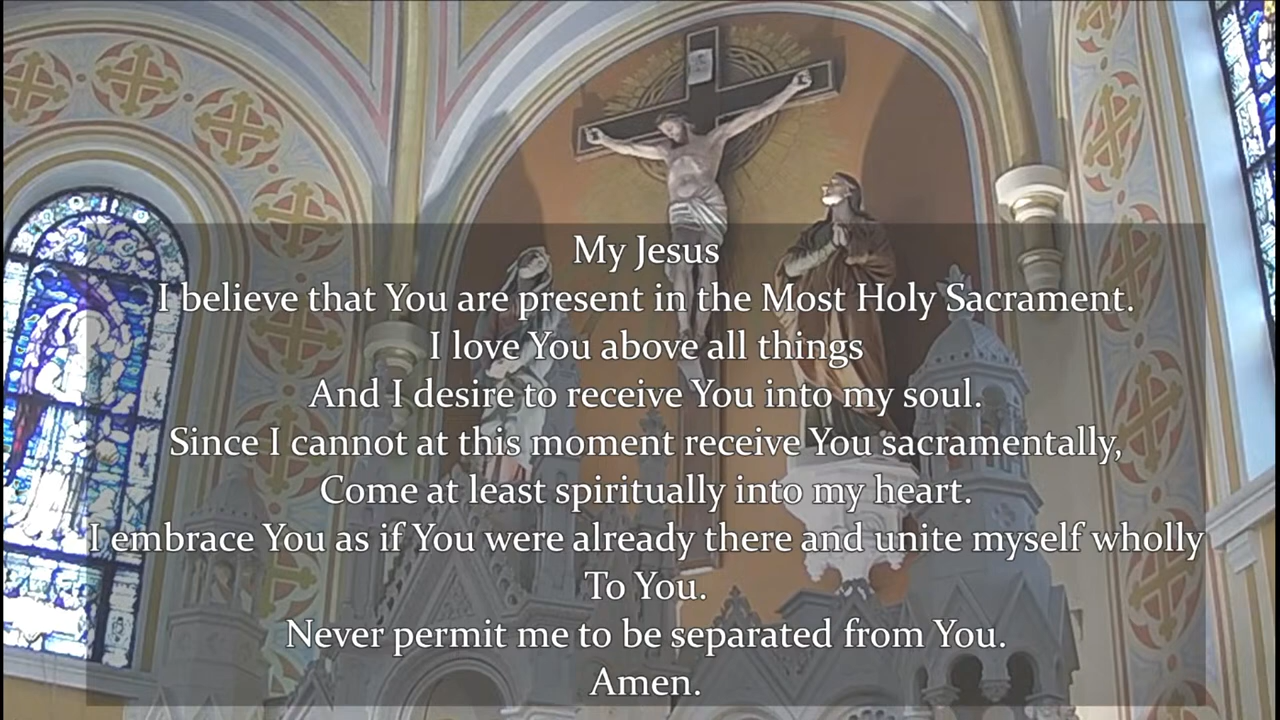 My Jesus
I believe that You are present in the Most Holy Sacrament.
I love You above all things
And I desire to receive You into my soul.
Since I cannot at this moment receive You sacramentally,
Come at least spiritually into my heart.
I embrace You as if You were already there and unite myself wholly
To You.
Never permit me to be separated from You.
Amen.